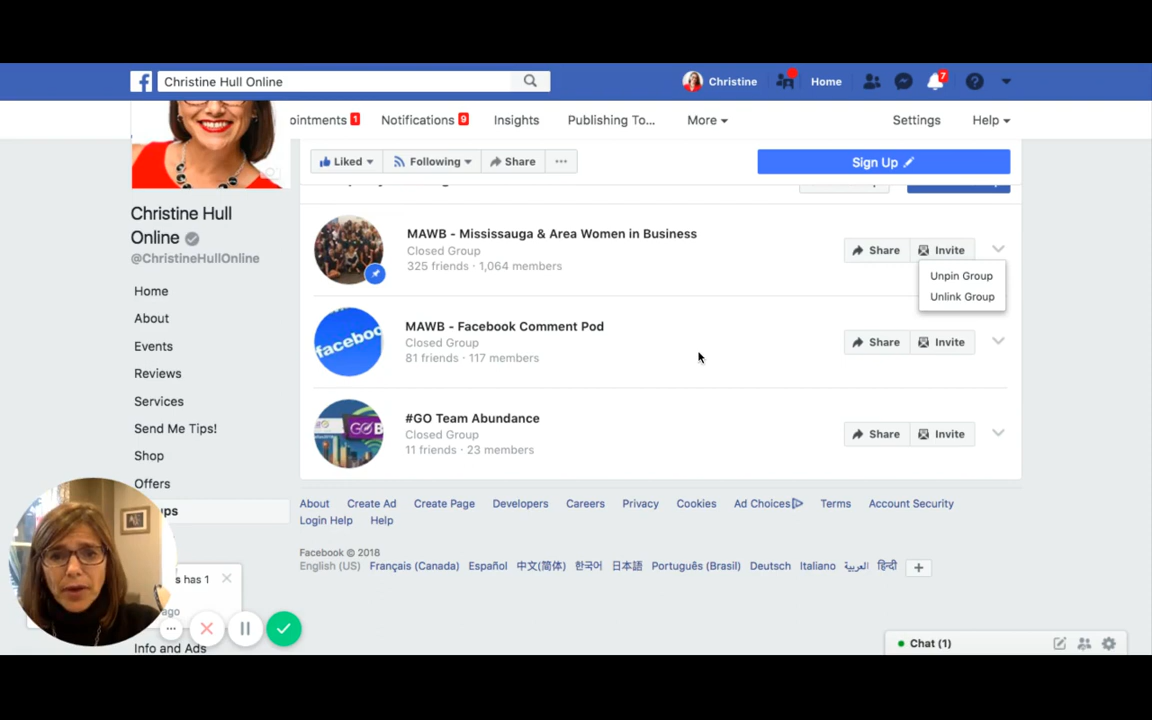 Christine Hull Online
Christine
Home
7
ointments 1
Notifications 9
Insights
Publishing To...
More
Settings
Help
Liked
Following
Share
...
Sign Up
Christine Hull
Online
@ChristineHullOnline
Home
About
Events
Reviews
Services
Send Me Tips!
Shop
Offers
ups
s has 1
ago
Info and Ads
MAWB - Mississauga & Area Women in Business
Closed Group
325 friends · 1,064 members
Share
Invite
Unpin Group
Unlink Group
facebo
MAWB - Facebook Comment Pod
Closed Group
81 friends · 117 members
Share
Invite
GOB
#GO Team Abundance
Closed Group
11 friends · 23 members
Share
Invite
About Create Ad Create Page Developers Careers Privacy Cookies Ad Choices Terms Account Security
Login Help Help
Facebook © 2018
English (US) Français (Canada) Español 中文(简体) 한국어 日本語 Português (Brasil) Deutsch Italiano العربية हिन्दी +
Chat (1)